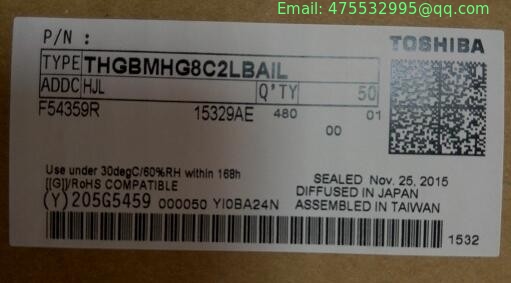 Email: 475532995@qq.com
P/N :
TOSHIBA
TYPE THGBMHG8C2LBAIL
ADDC HJL Q'TY 50
F54359R 15329AE 480 01
00
Use under 30degC/60%RH within 168h
SEALED Nov. 25, 2015
[[G]]/RoHS COMPATIBLE
DIFFUSED IN JAPAN
(Y)205G5459 000050 YI0BA24N ASSEMBLED IN TAIWAN
1532